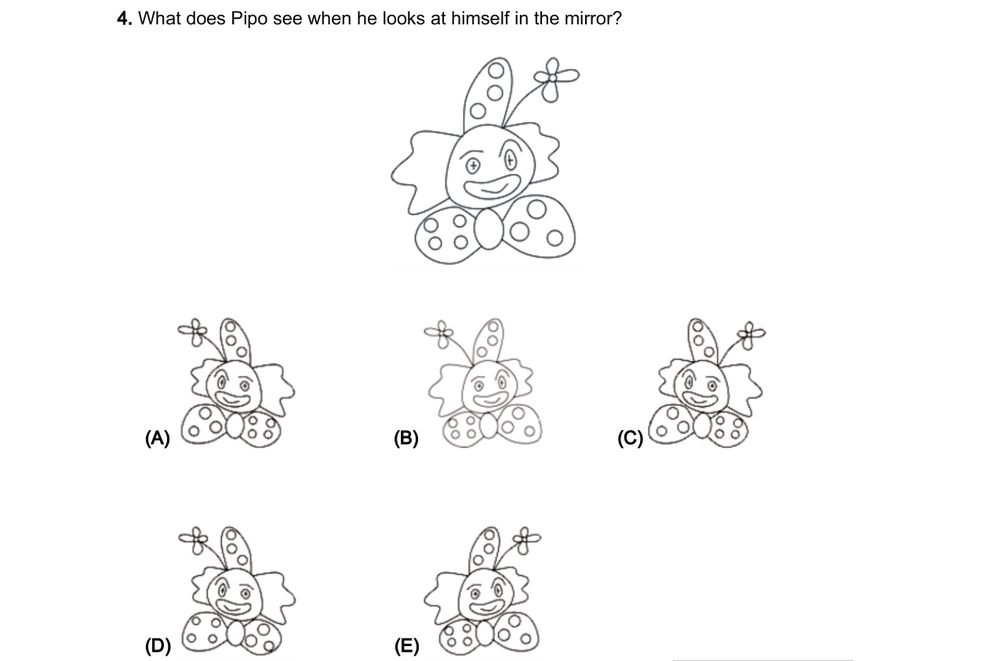 4. What does Pipo see when he looks at himself in the mirror?
(A) (B) (C)
(D) (E)